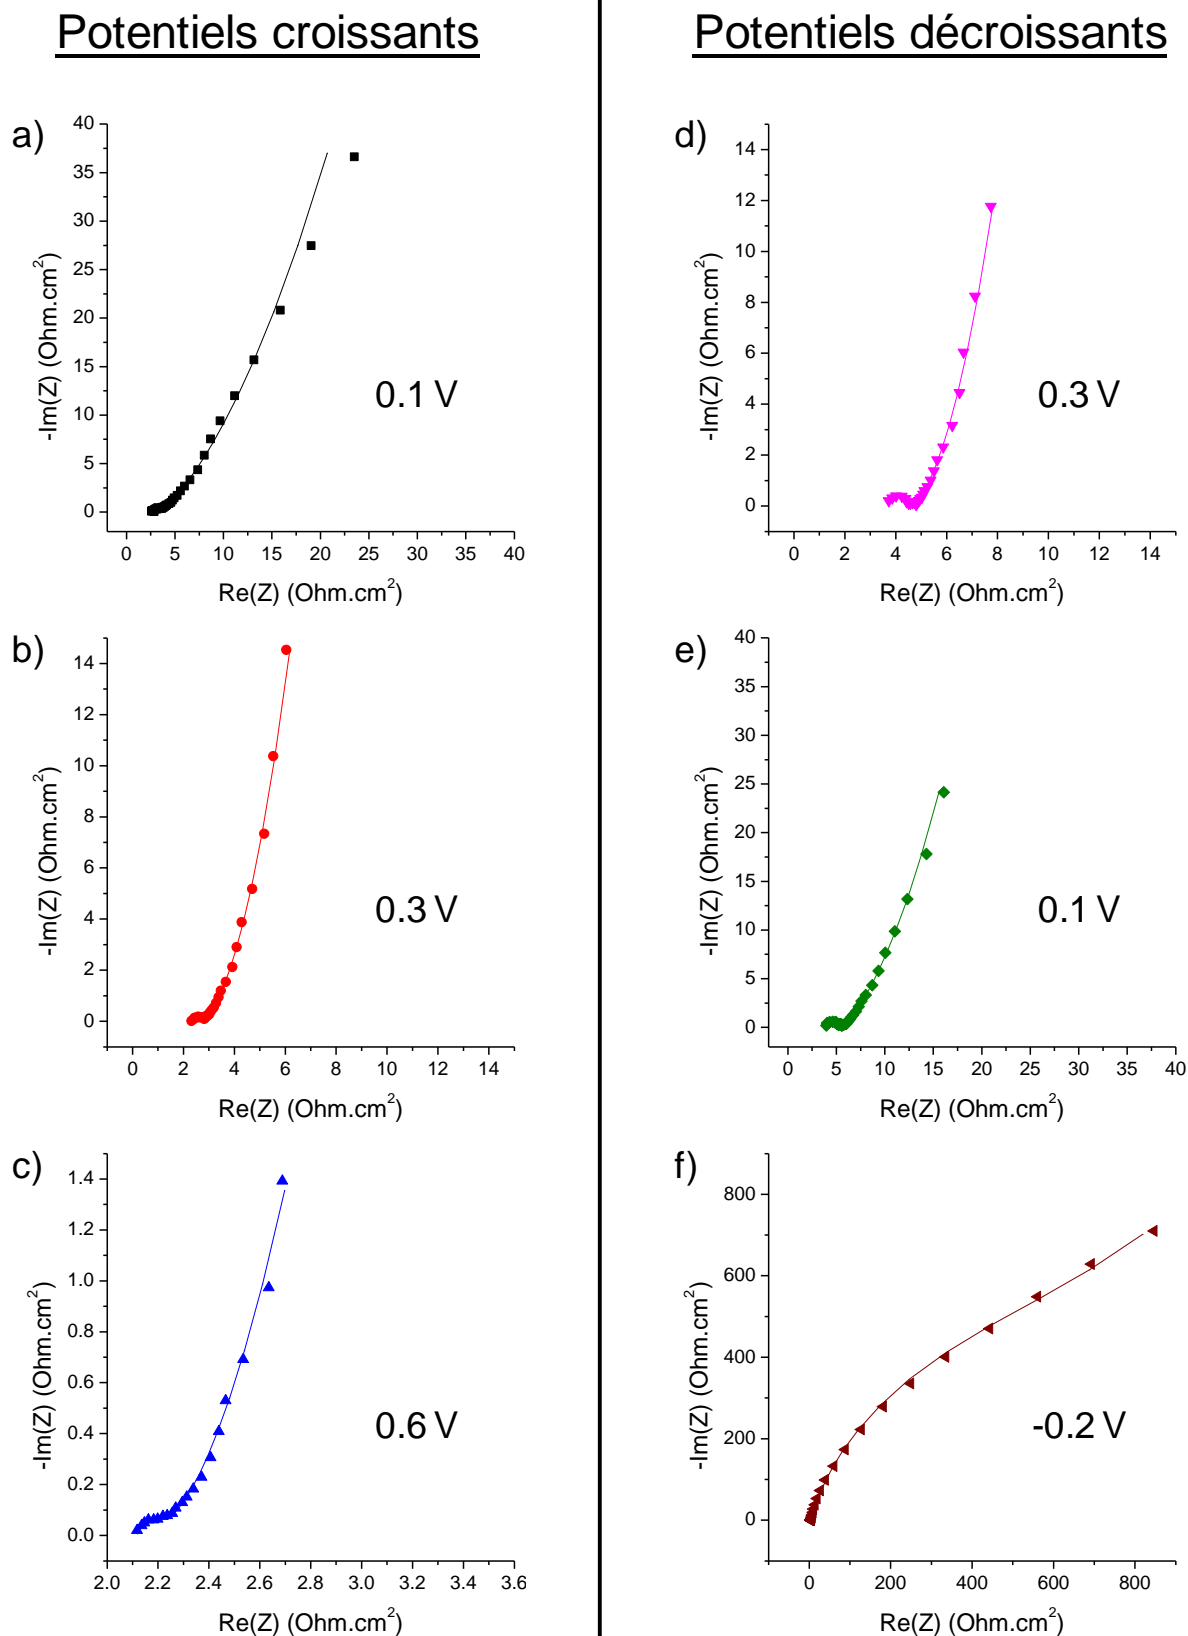 Potentiels croissants
Potentiels décroissants
a)
40
35
30
25
20
15
10
5
0
-Im(Z) (Ohm.cm²)
0.1 V
0 5 10 15 20 25 30 35 40
Re(Z) (Ohm.cm²)
d)
14
12
10
8
6
4
2
0
-Im(Z) (Ohm.cm²)
0.3 V
0 2 4 6 8 10 12 14
Re(Z) (Ohm.cm²)
b)
14
12
10
8
6
4
2
0
-Im(Z) (Ohm.cm²)
0.3 V
0 2 4 6 8 10 12 14
Re(Z) (Ohm.cm²)
e)
40
35
30
25
20
15
10
5
0
-Im(Z) (Ohm.cm²)
0.1 V
0 5 10 15 20 25 30 35 40
Re(Z) (Ohm.cm²)
c)
1.4
1.2
1.0
0.8
0.6
0.4
0.2
0.0
-Im(Z) (Ohm.cm²)
0.6 V
2.0 2.2 2.4 2.6 2.8 3.0 3.2 3.4 3.6
Re(Z) (Ohm.cm²)
f)
800
600
400
200
0
-Im(Z) (Ohm.cm²)
-0.2 V
0 200 400 600 800
Re(Z) (Ohm.cm²)